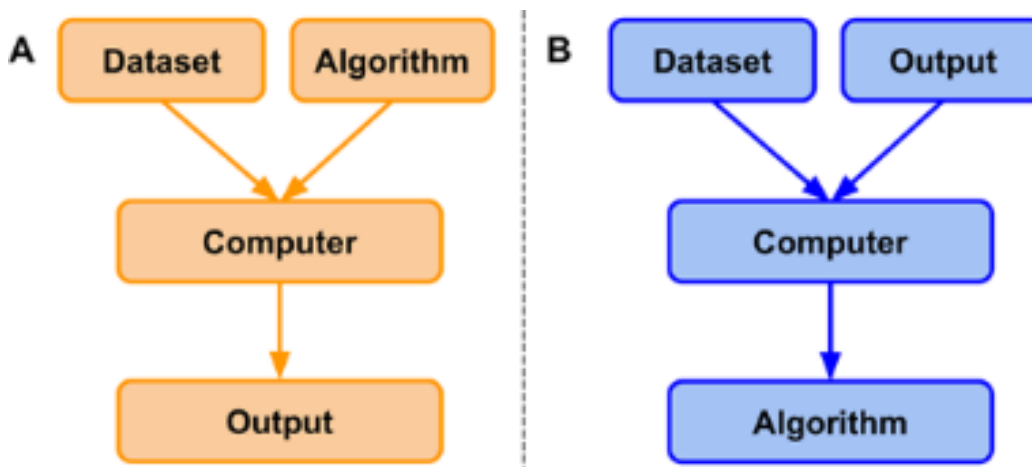 A
Dataset
Algorithm
Computer
Output
B
Dataset
Output
Computer
Algorithm